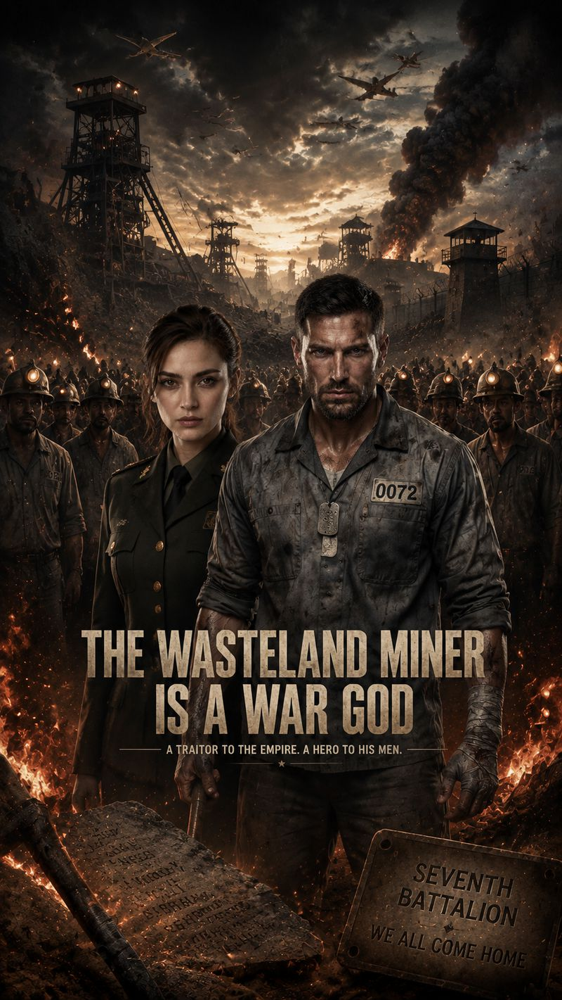 0072
THE WASTELAND MINER
IS A WAR GOD
A TRAITOR TO THE EMPIRE. A HERO TO HIS MEN.
SEVENTH
BATTALION
WE ALL COME HOME